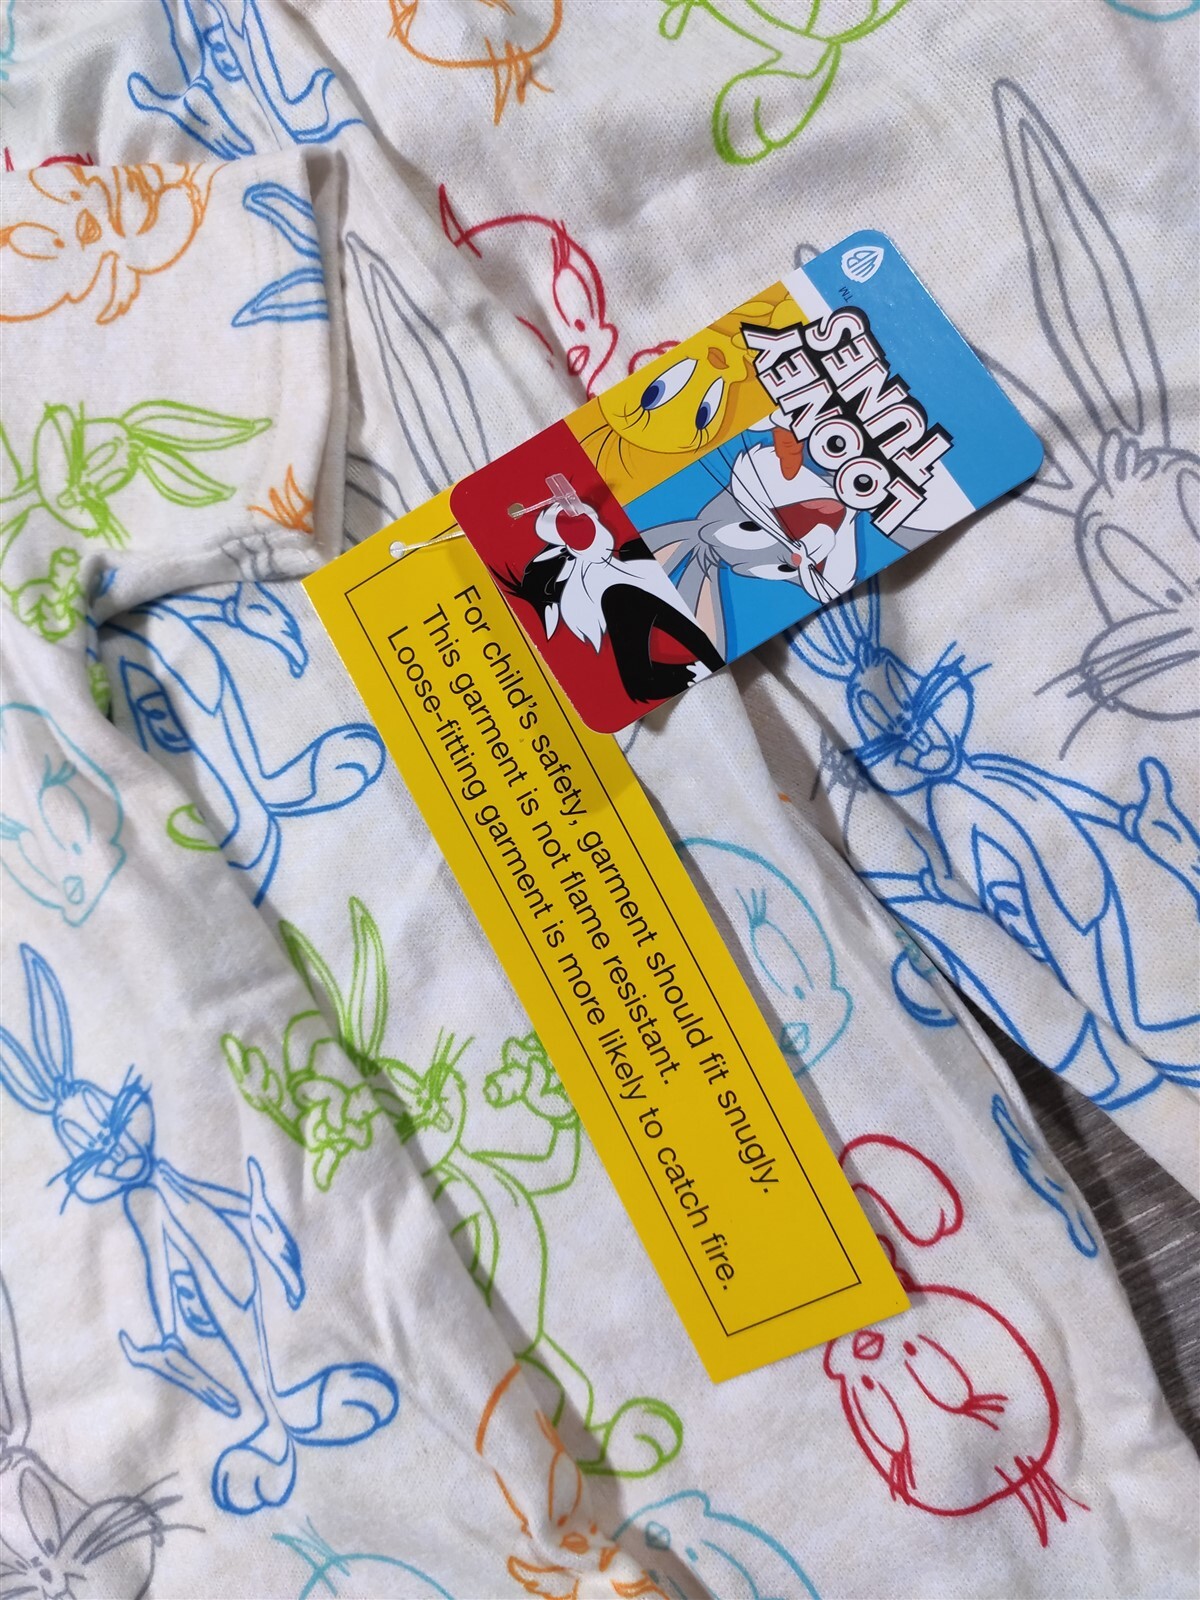 WB
TM
LOONEY
TUNES
For child's safety, garment should fit snugly.
This garment is not flame resistant.
Loose-fitting garment is more likely to catch fire.